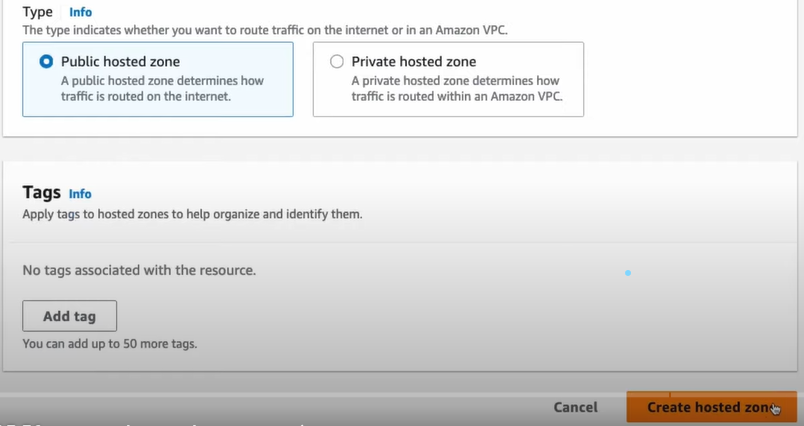 Type Info
The type indicates whether you want to route traffic on the internet or in an Amazon VPC.
Public hosted zone
A public hosted zone determines how
traffic is routed on the internet.
Private hosted zone
A private hosted zone determines how
traffic is routed within an Amazon VPC.
Tags Info
Apply tags to hosted zones to help organize and identify them.
No tags associated with the resource.
Add tag
You can add up to 50 more tags.
Cancel
Create hosted zone